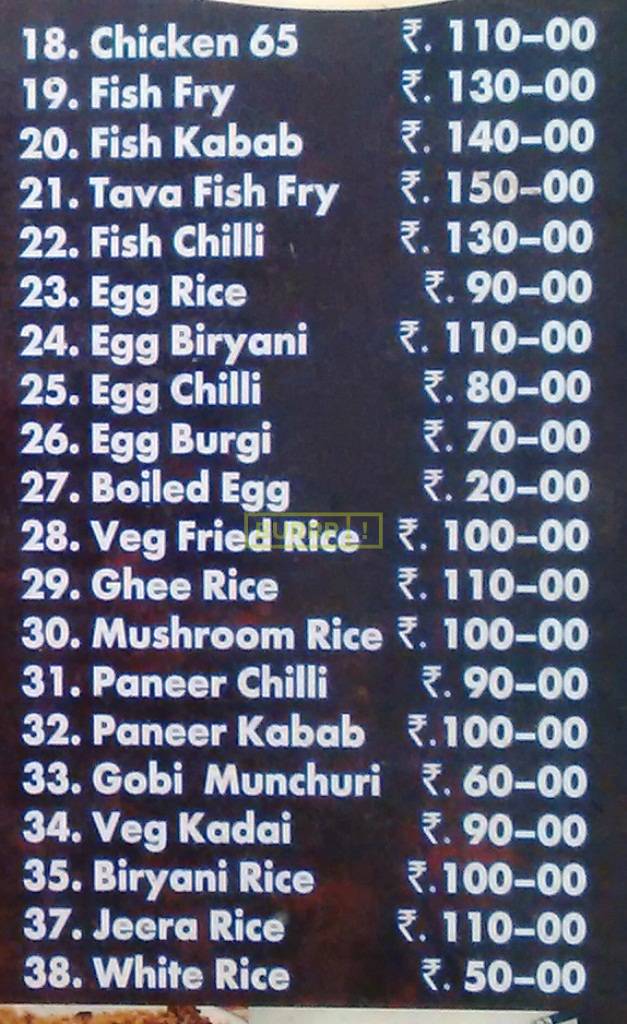 18. Chicken 65 ₹. 110-00
19. Fish Fry ₹. 130-00
20. Fish Kabab ₹. 140-00
21. Tava Fish Fry ₹. 150-00
22. Fish Chilli ₹. 130-00
23. Egg Rice ₹. 90-00
24. Egg Biryani ₹. 110-00
25. Egg Chilli ₹. 80-00
26. Egg Burgi ₹. 70-00
27. Boiled Egg ₹. 20-00
BURRP!
28. Veg Fried Rice ₹. 100-00
29. Ghee Rice ₹. 110-00
30. Mushroom Rice ₹. 100-00
31. Paneer Chilli ₹. 90-00
32. Paneer Kabab ₹.100-00
33. Gobi Munchuri ₹. 60-00
34. Veg Kadai ₹. 90-00
35. Biryani Rice ₹.100-00
37. Jeera Rice ₹. 110-00
38. White Rice ₹. 50-00